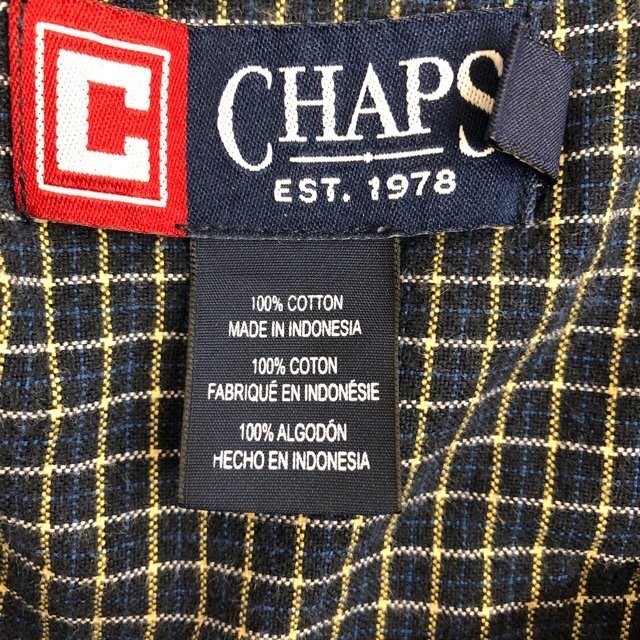 C CHAPS
EST. 1978
100% COTTON
MADE IN INDONESIA
100% COTON
FABRIQUÉ EN INDONÉSIE
100% ALGODÓN
HECHO EN INDONESIA